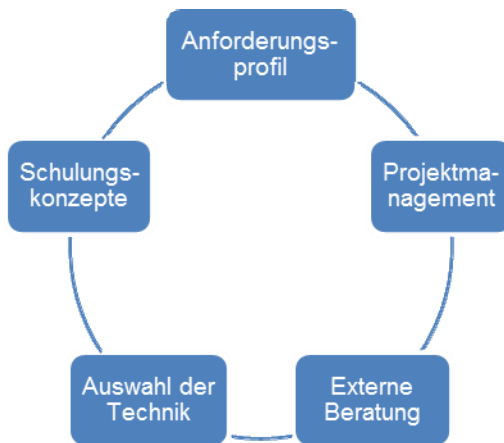 Anforderungs-
profil
Projektma-
nagement
Externe
Beratung
Auswahl der
Technik
Schulungs-
konzepte